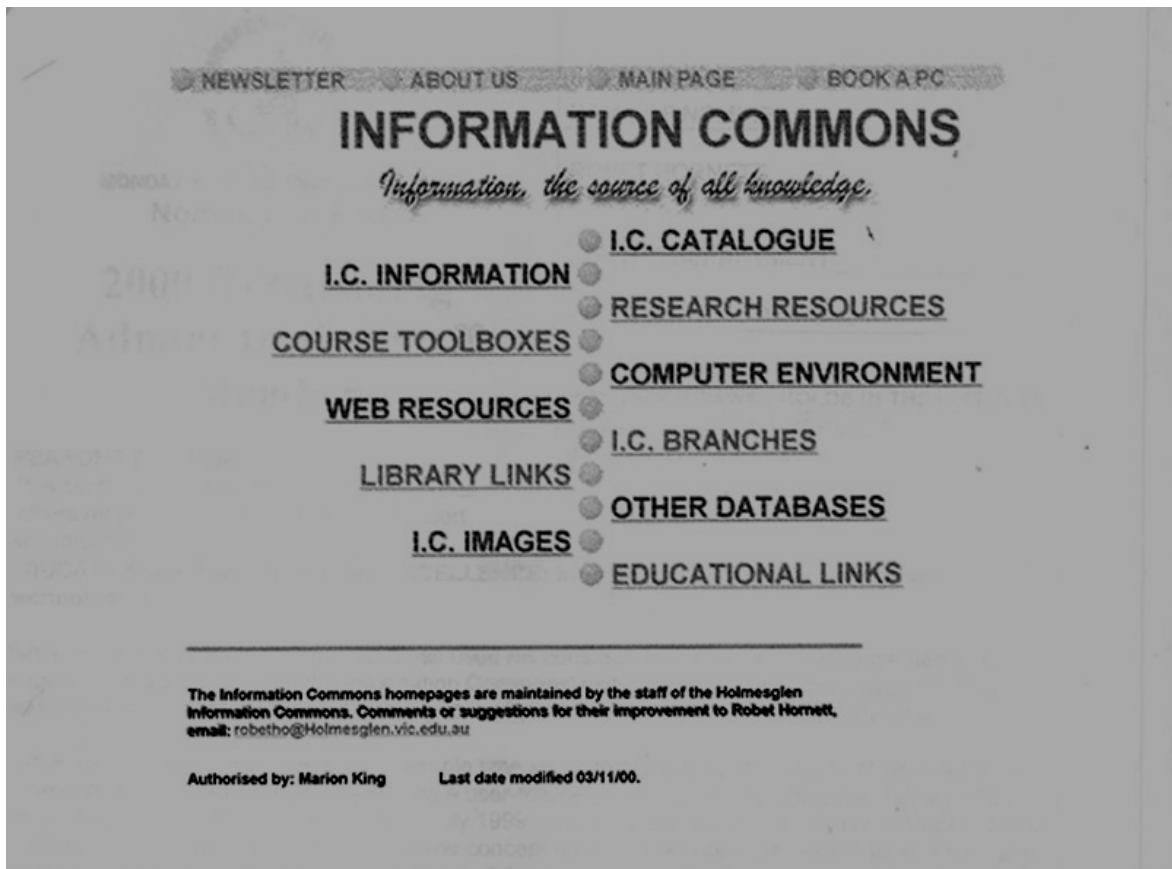 NEWSLETTER ABOUT US MAIN PAGE BOOK A PC
INFORMATION COMMONS
Information, the source of all knowledge.
I.C. CATALOGUE
I.C. INFORMATION
RESEARCH RESOURCES
COURSE TOOLBOXES
COMPUTER ENVIRONMENT
WEB RESOURCES
I.C. BRANCHES
LIBRARY LINKS
OTHER DATABASES
I.C. IMAGES
EDUCATIONAL LINKS
The Information Commons homepages are maintained by the staff of the Holmesglen
Information Commons. Comments or suggestions for their improvement to Robet Hornett,
email: robetho@Holmesglen.vic.edu.au
Authorised by: Marion King Last date modified 03/11/00.